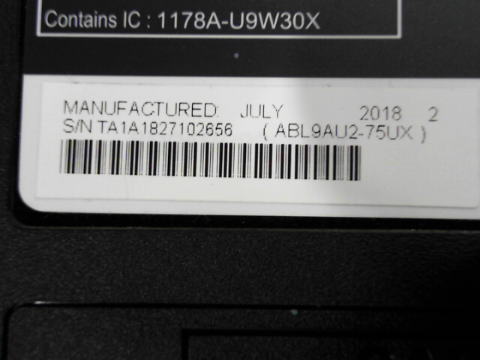 Contains IC : 1178A-U9W30X
MANUFACTURED: JULY 2018 2
S/N TA1A1827102656 ( ABL9AU2-75UX )